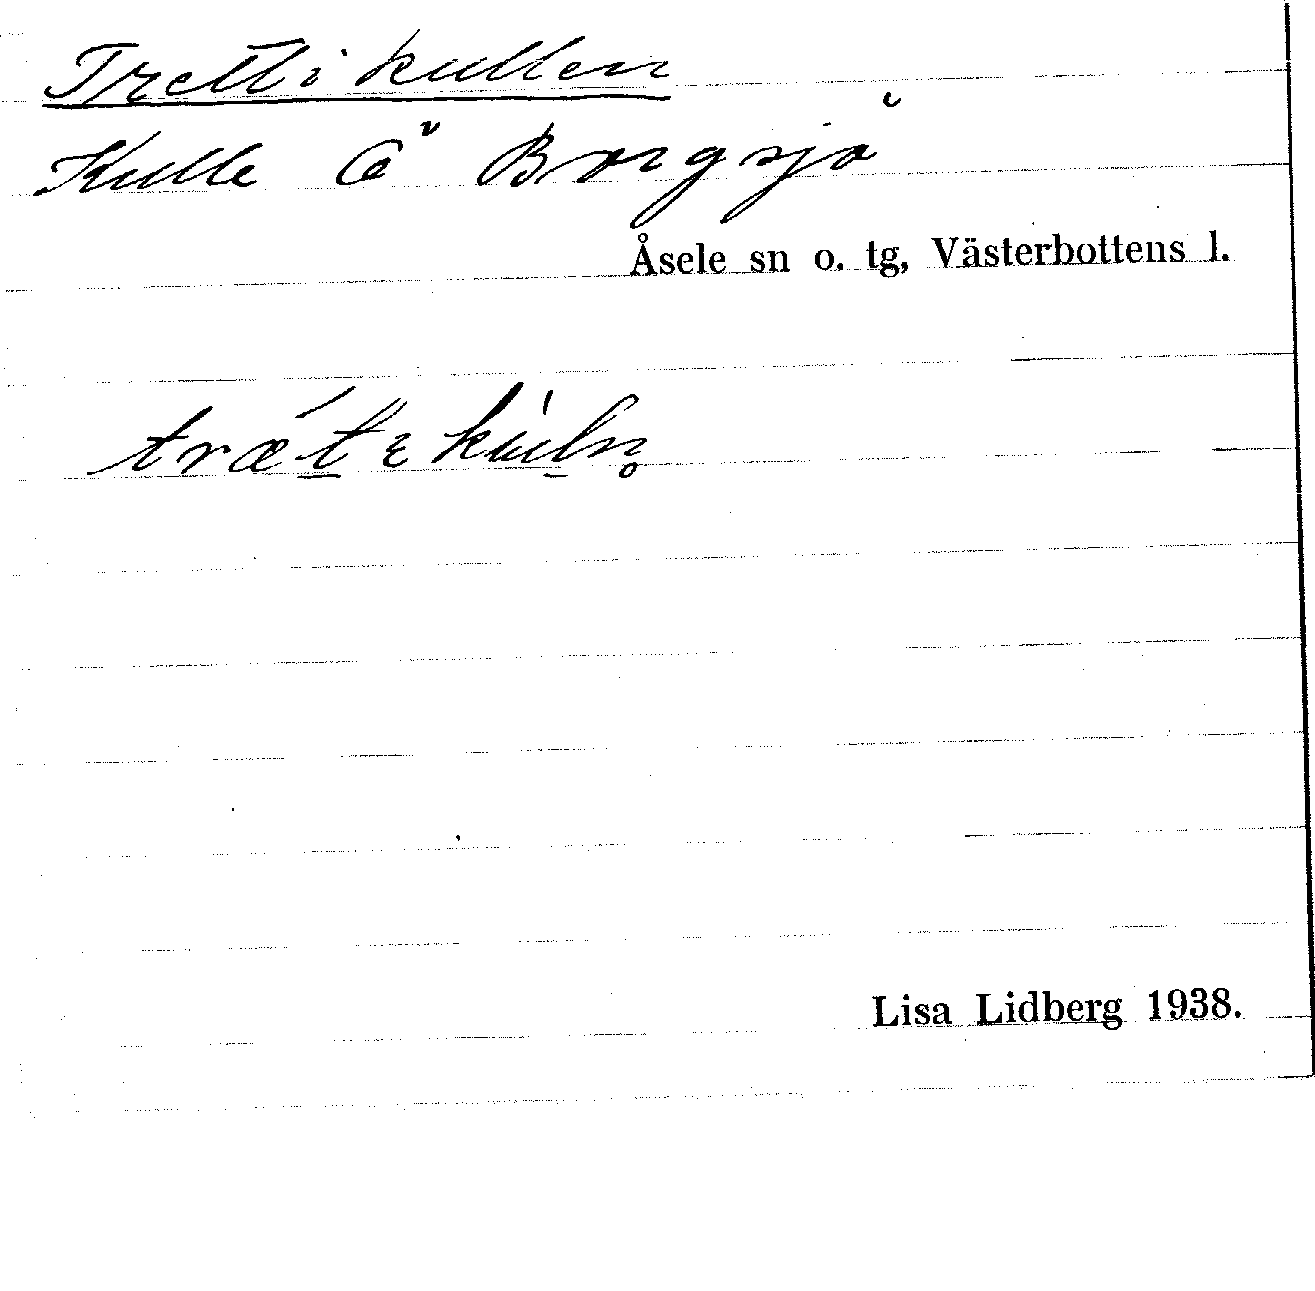 Trettikullen
Kulle Ö Borgsjö
Åsele sn o. tg, Västerbottens l.
Lisa Lidberg 1938.